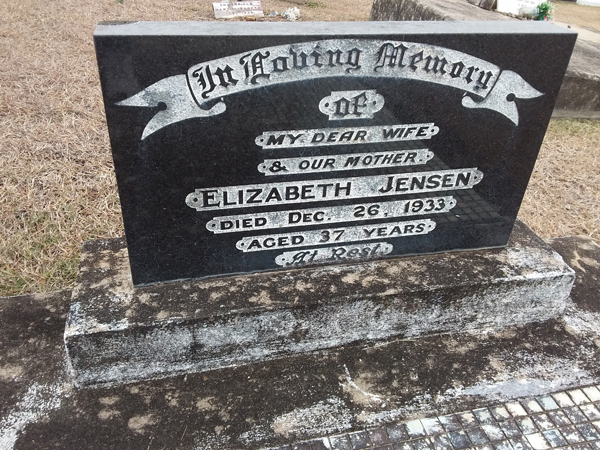 In Loving Memory
of
MY DEAR WIFE
& OUR MOTHER
ELIZABETH JENSEN
DIED DEC. 26, 1933
AGED 37 YEARS
At Rest